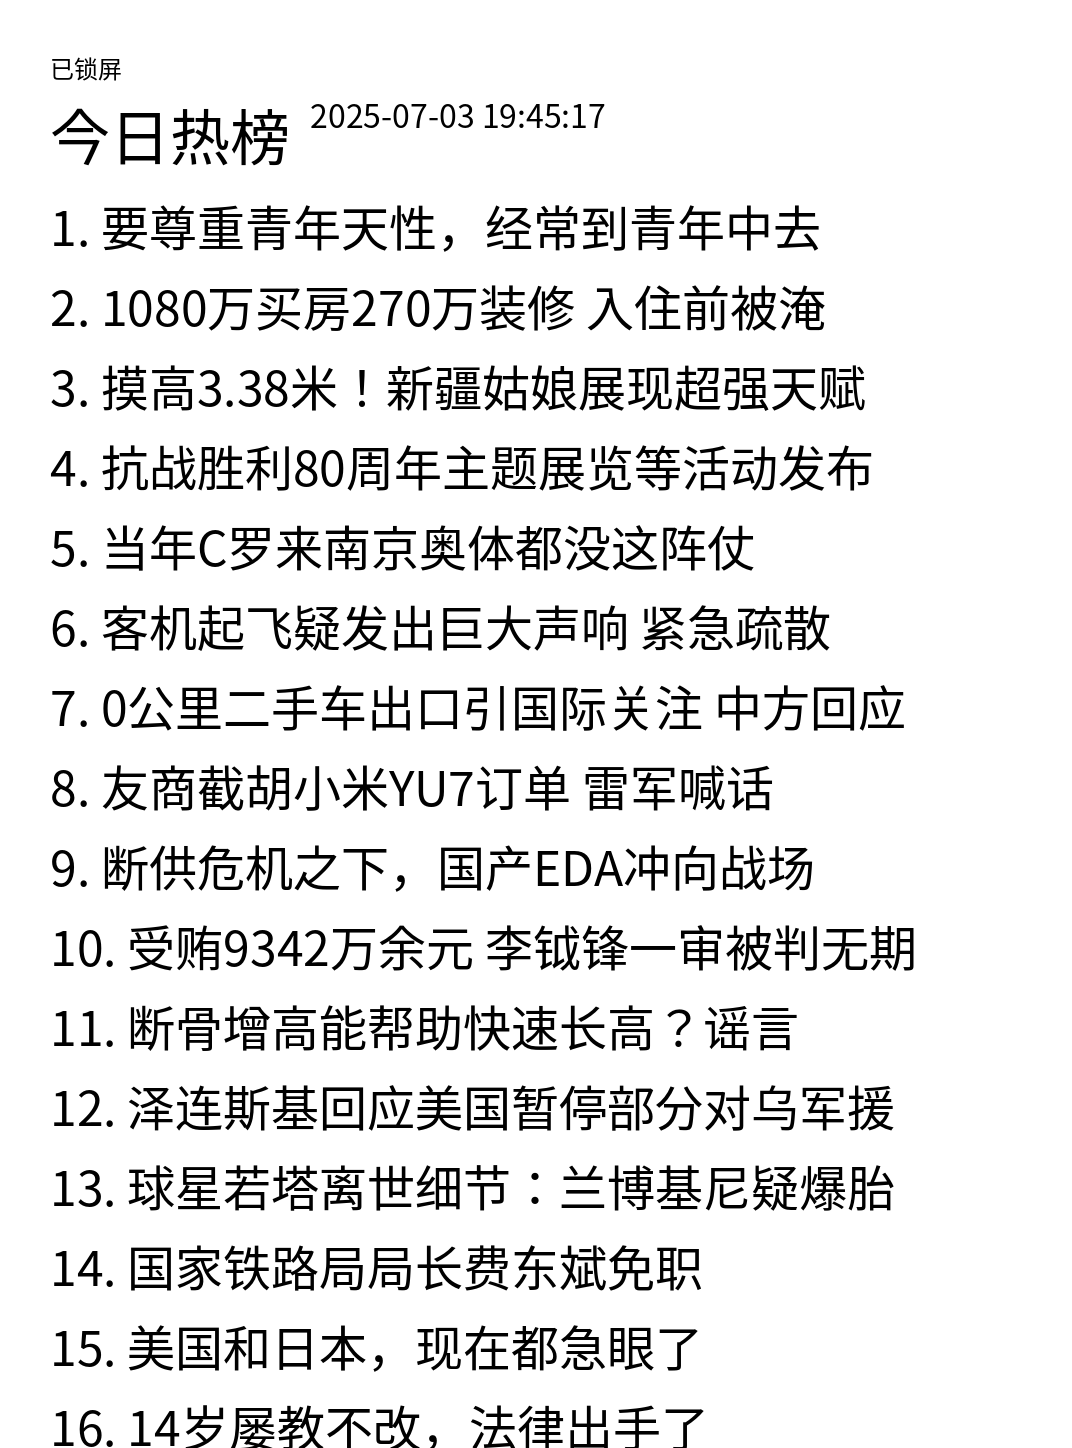 已锁屏
今日热榜 2025-07-03 19:45:17
1. 要尊重青年天性，经常到青年中去
2. 1080万买房270万装修 入住前被淹
3. 摸高3.38米！新疆姑娘展现超强天赋
4. 抗战胜利80周年主题展览等活动发布
5. 当年C罗来南京奥体都没这阵仗
6. 客机起飞疑发出巨大声响 紧急疏散
7. 0公里二手车出口引国际关注 中方回应
8. 友商截胡小米YU7订单 雷军喊话
9. 断供危机之下，国产EDA冲向战场
10. 受贿9342万余元 李钺锋一审被判无期
11. 断骨增高能帮助快速长高？谣言
12. 泽连斯基回应美国暂停部分对乌军援
13. 球星若塔离世细节：兰博基尼疑爆胎
14. 国家铁路局局长费东斌免职
15. 美国和日本，现在都急眼了
16. 14岁屡教不改，法律出手了